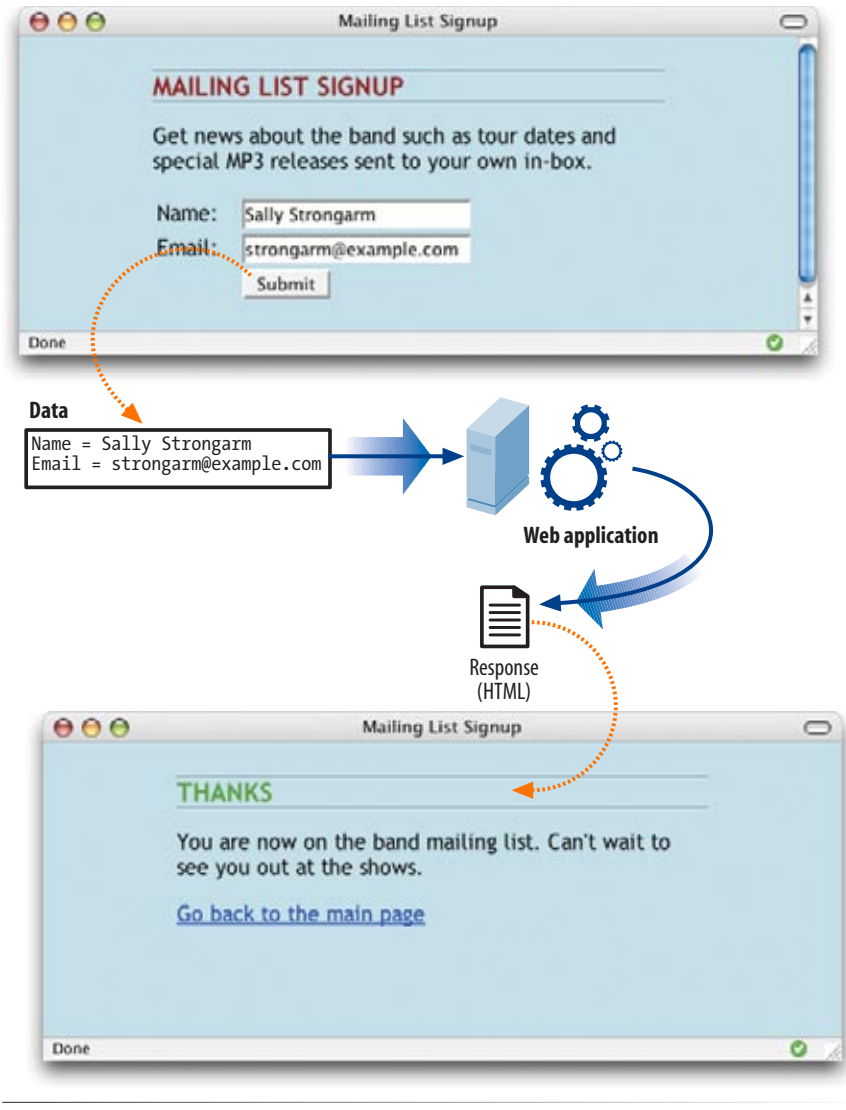 Mailing List Signup
MAILING LIST SIGNUP
Get news about the band such as tour dates and
special MP3 releases sent to your own in-box.
Name: Sally Strongarm
Email: strongarm@example.com
Submit
Done
Data
Name = Sally Strongarm
Email = strongarm@example.com
Web application
Response
(HTML)
Mailing List Signup
THANKS
You are now on the band mailing list. Can't wait to
see you out at the shows.
Go back to the main page
Done